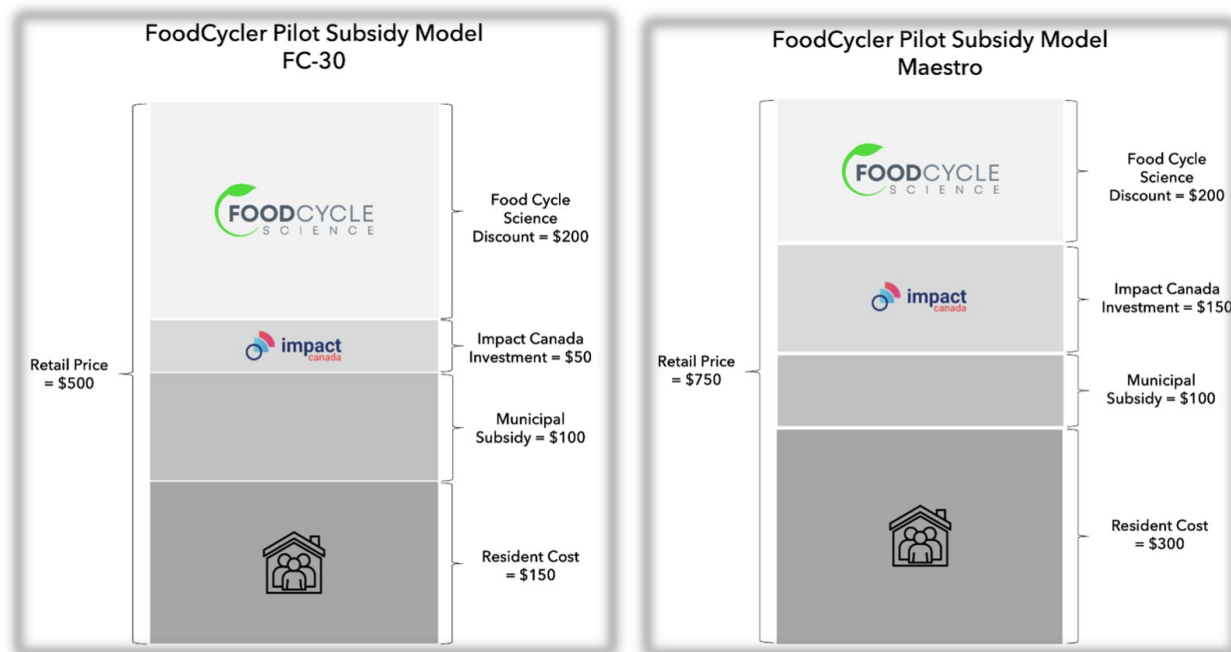 FoodCycler Pilot Subsidy Model
FC-30
FOODCYCLE
SCIENCE
Food Cycle
Science
Discount = $200
impact
canada
Impact Canada
Investment = $50
Retail Price
= $500
Municipal
Subsidy = $100
Resident Cost
= $150
FoodCycler Pilot Subsidy Model
Maestro
FOODCYCLE
SCIENCE
Food Cycle
Science
Discount = $200
impact
canada
Impact Canada
Investment = $150
Retail Price
= $750
Municipal
Subsidy = $100
Resident Cost
= $300